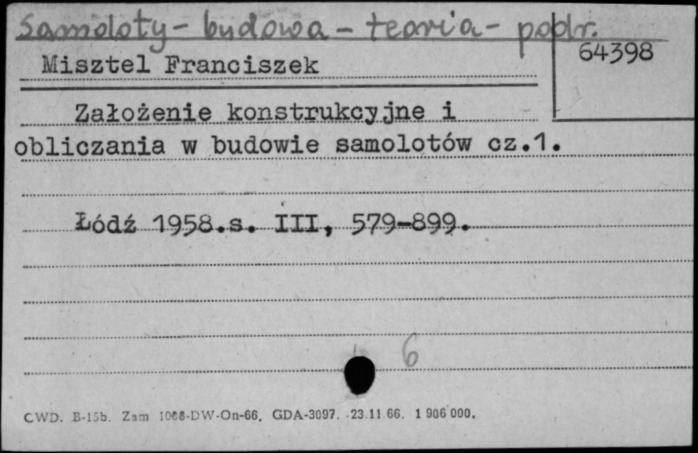 Samoloty - budowa - teoria - podr.
64398
Misztel Franciszek
Założenie konstrukcyjne i
obliczania w budowie samolotów cz.1.
Łódź 1958.s. III, 579-899.
6
CWD. B-15b. Zam 1068-DW-On-66. GDA-3097. 23.11.66. 1 906 000.